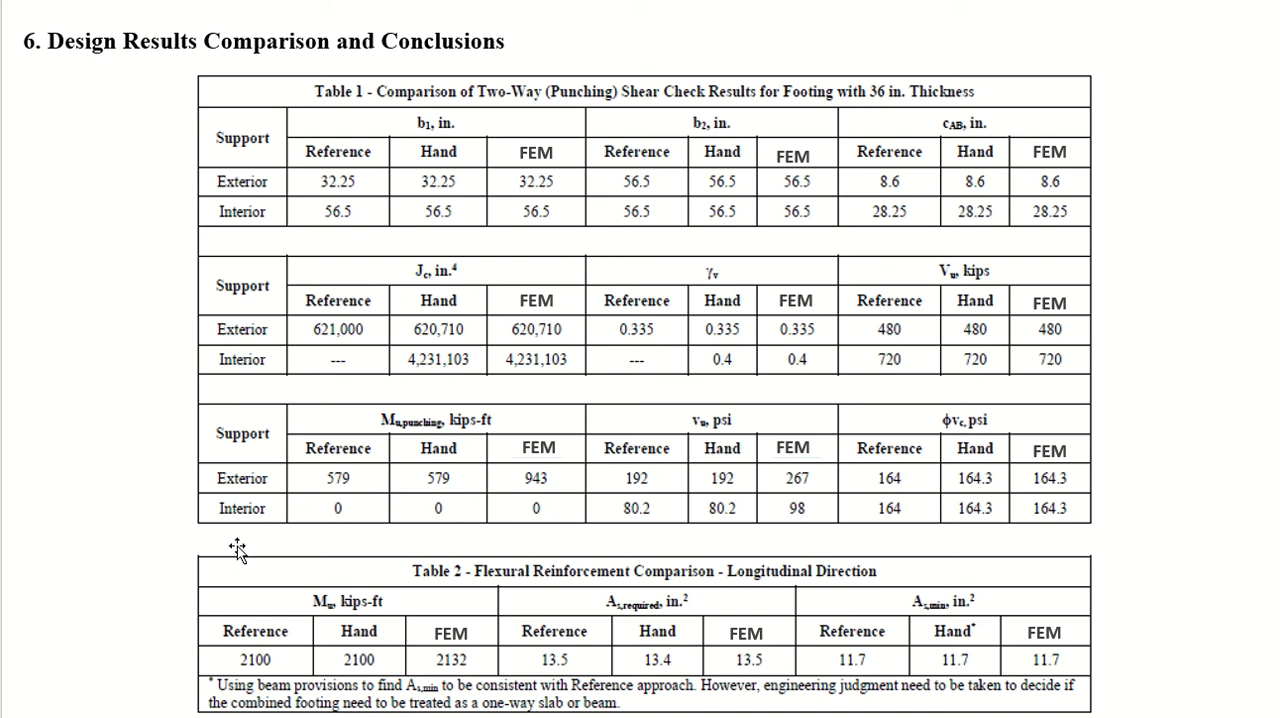 6. Design Results Comparison and Conclusions
Table 1 - Comparison of Two-Way (Punching) Shear Check Results for Footing with 36 in. Thickness
Support b₁, in. b₂, in. c_AB, in.
Reference Hand FEM Reference Hand FEM Reference Hand FEM
Exterior 32.25 32.25 32.25 56.5 56.5 56.5 8.6 8.6 8.6
Interior 56.5 56.5 56.5 56.5 56.5 56.5 28.25 28.25 28.25
Support J_c, in.⁴ γ_v V_u, kips
Reference Hand FEM Reference Hand FEM Reference Hand FEM
Exterior 621,000 620,710 620,710 0.335 0.335 0.335 480 480 480
Interior --- 4,231,103 4,231,103 --- 0.4 0.4 720 720 720
Support M_u,punching, kips-ft v_u, psi ϕv_c, psi
Reference Hand FEM Reference Hand FEM Reference Hand FEM
Exterior 579 579 943 192 192 267 164 164.3 164.3
Interior 0 0 0 80.2 80.2 98 164 164.3 164.3
Table 2 - Flexural Reinforcement Comparison - Longitudinal Direction
M_u, kips-ft A_s,required, in.² A_s,min, in.²
Reference Hand FEM Reference Hand FEM Reference Hand* FEM
2100 2100 2132 13.5 13.4 13.5 11.7 11.7 11.7
* Using beam provisions to find A_s,min to be consistent with Reference approach. However, engineering judgment need to be taken to decide if
the combined footing need to be treated as a one-way slab or beam.